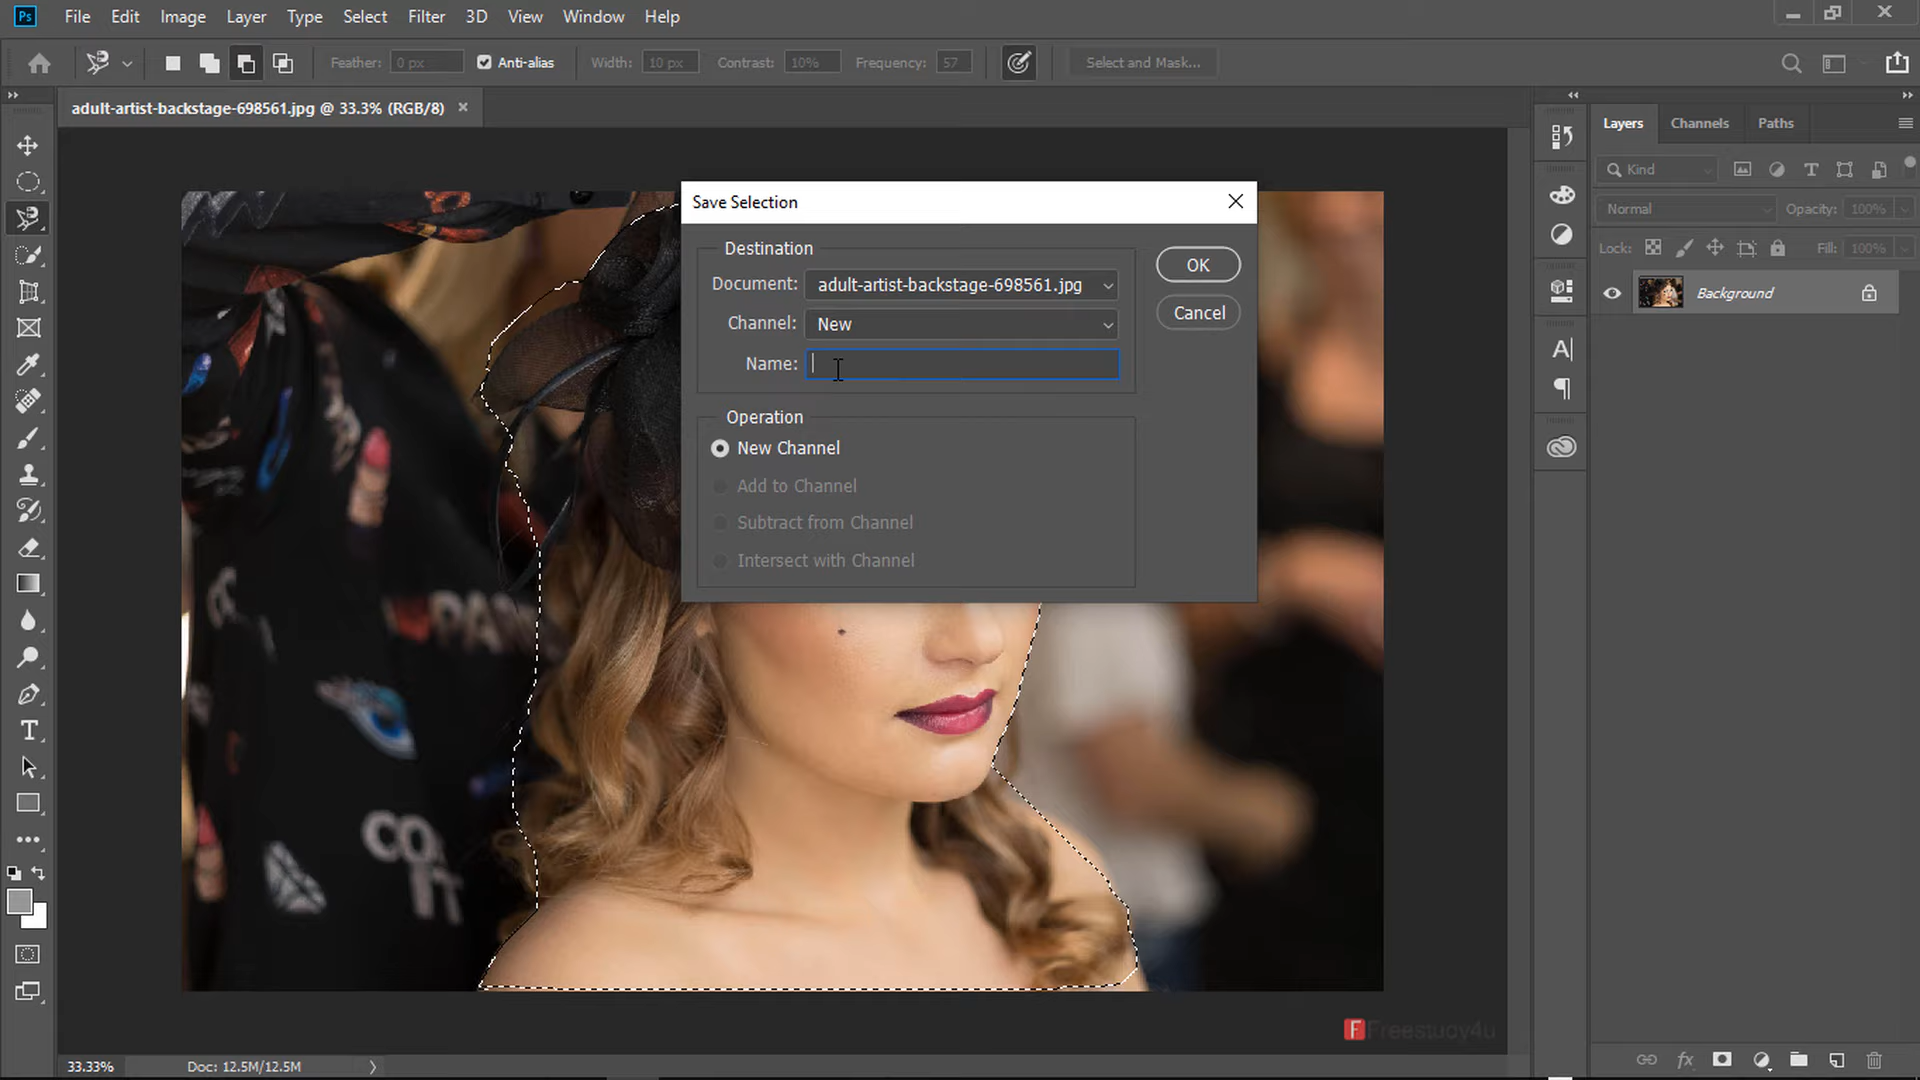 Ps File Edit Image Layer Type Select Filter 3D View Window Help
Feather: 0 px Anti-alias Width: 10 px Contrast: 10% Frequency: 57 Select and Mask...
adult-artist-backstage-698561.jpg @ 33.3% (RGB/8)
Save Selection
Destination
Document: adult-artist-backstage-698561.jpg
Channel: New
Name:
OK
Cancel
Operation
New Channel
Add to Channel
Subtract from Channel
Intersect with Channel
Layers Channels Paths
Kind
Normal Opacity: 100%
Lock: Fill: 100%
Background
CO
IT
F Freestudy4u
33.33% Doc: 12.5M/12.5M